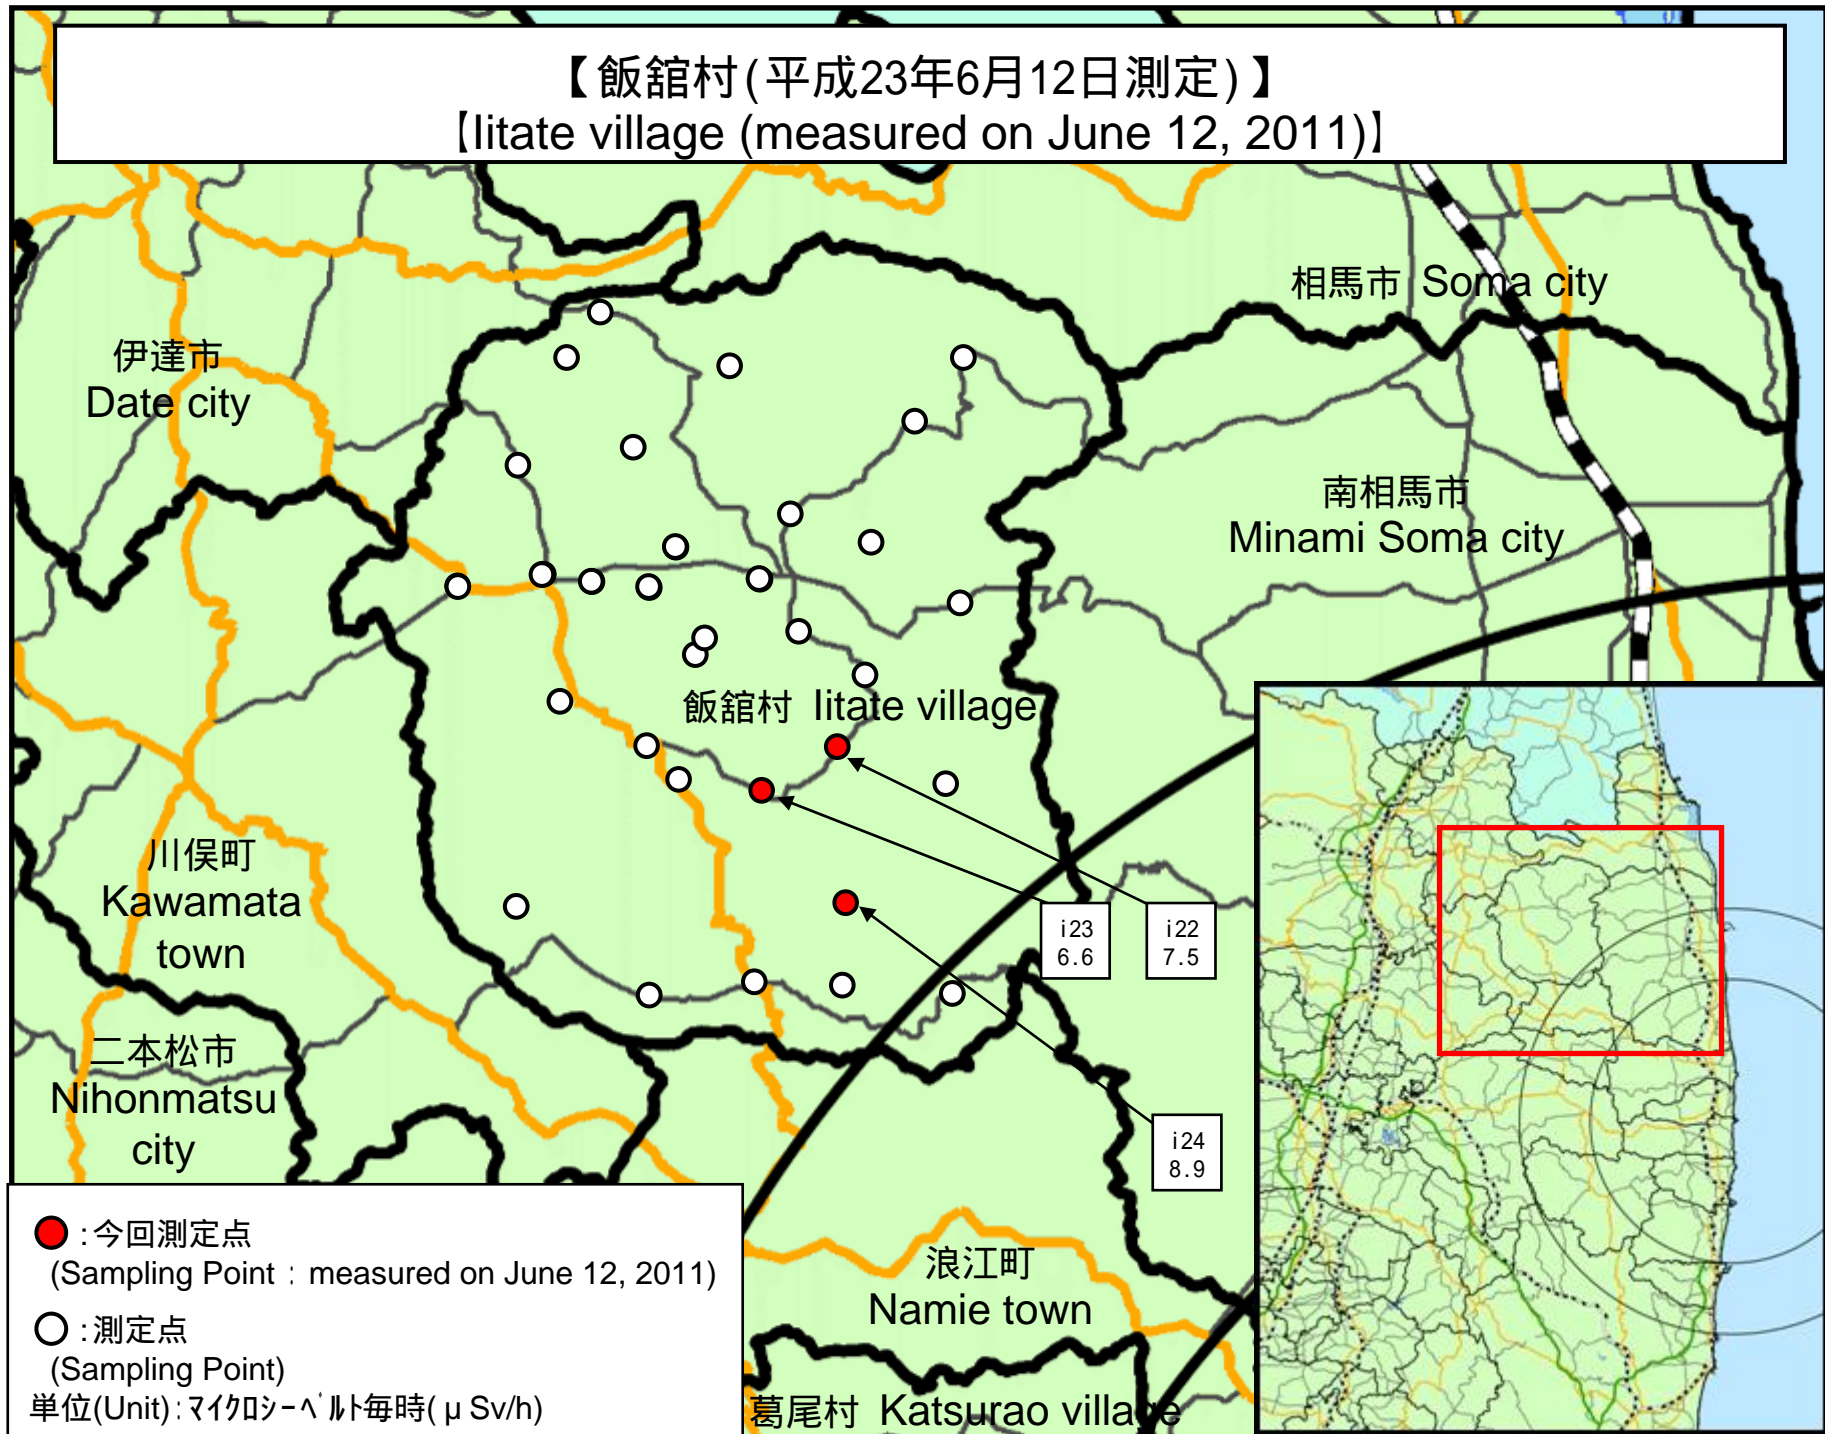 【飯舘村(平成23年6月12日測定)】
【Iitate village (measured on June 12, 2011)】
相馬市 Soma city
伊達市
Date city
南相馬市
Minami Soma city
飯舘村 Iitate village
川俣町
Kawamata
town
i23
6.6
i22
7.5
二本松市
Nihonmatsu
city
i24
8.9
浪江町
Namie town
葛尾村 Katsurao village
:今回測定点
(Sampling Point : measured on June 12, 2011)
:測定点
(Sampling Point)
単位(Unit):マイクロシーベルト毎時(μSv/h)